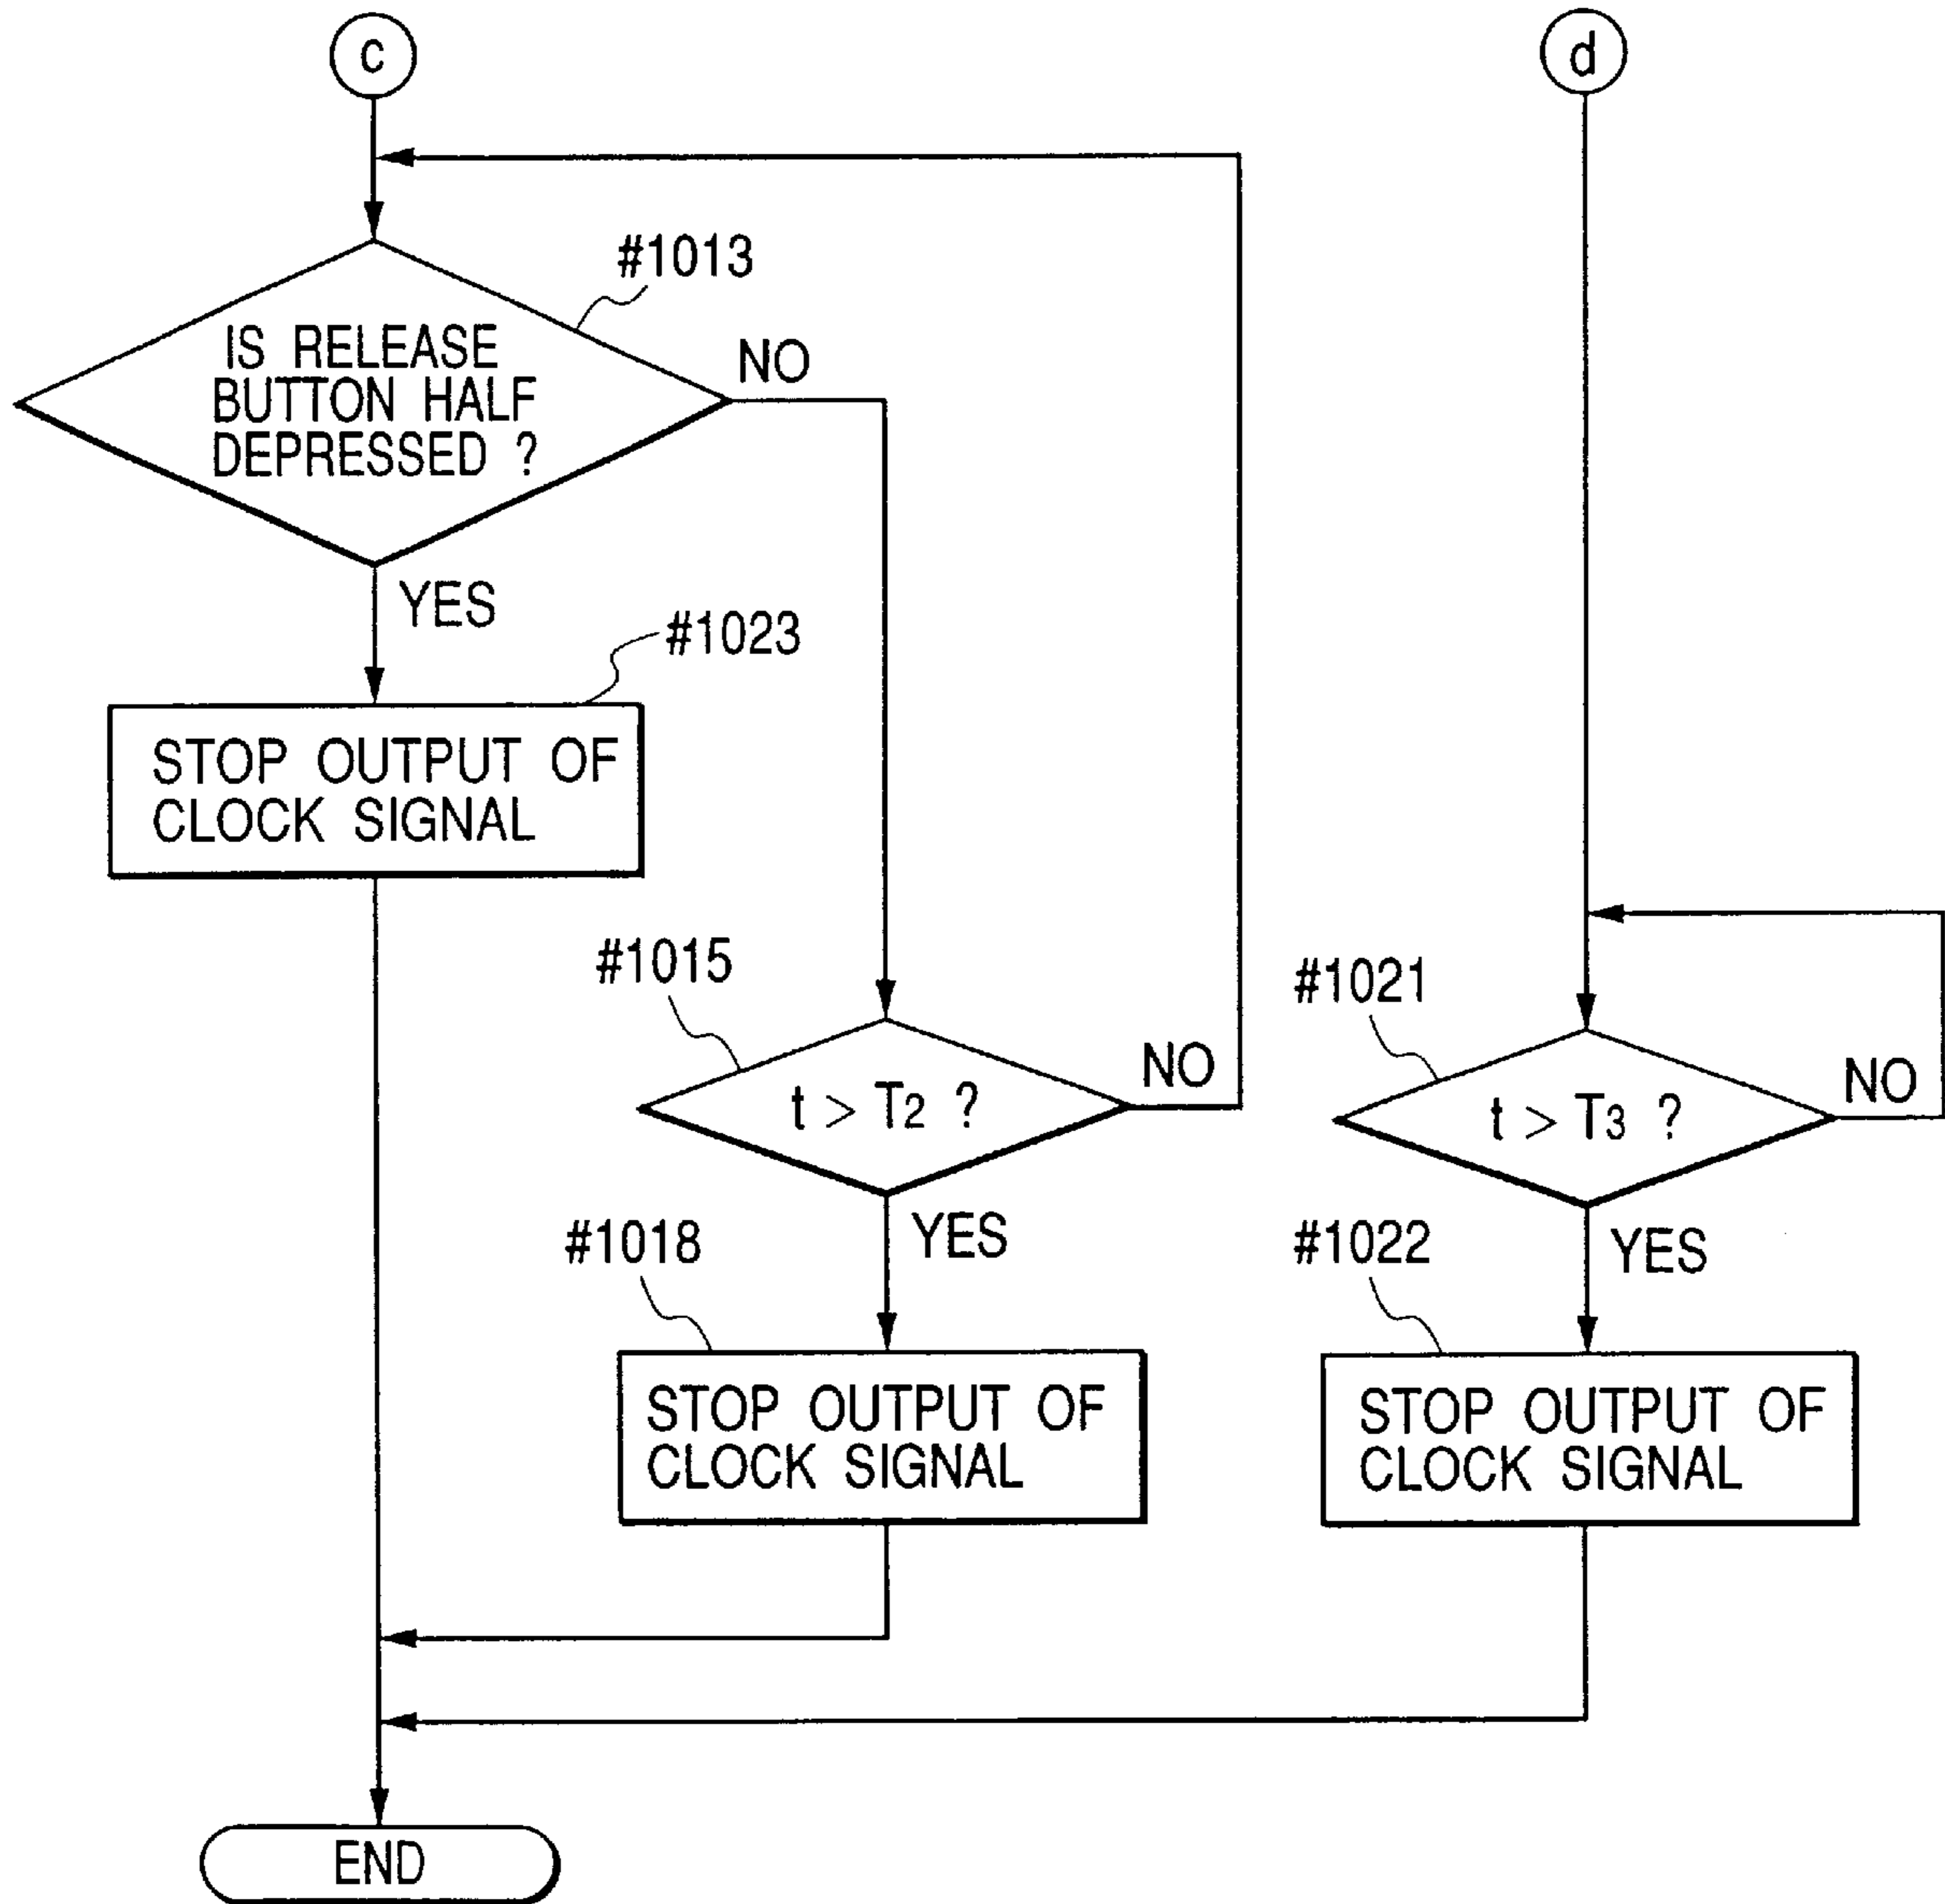 c
d
#1013
IS RELEASE
BUTTON HALF
DEPRESSED ?
NO
YES
#1023
STOP OUTPUT OF
CLOCK SIGNAL
#1015
t > T2 ?
NO
YES
#1018
STOP OUTPUT OF
CLOCK SIGNAL
#1021
t > T3 ?
NO
YES
#1022
STOP OUTPUT OF
CLOCK SIGNAL
END